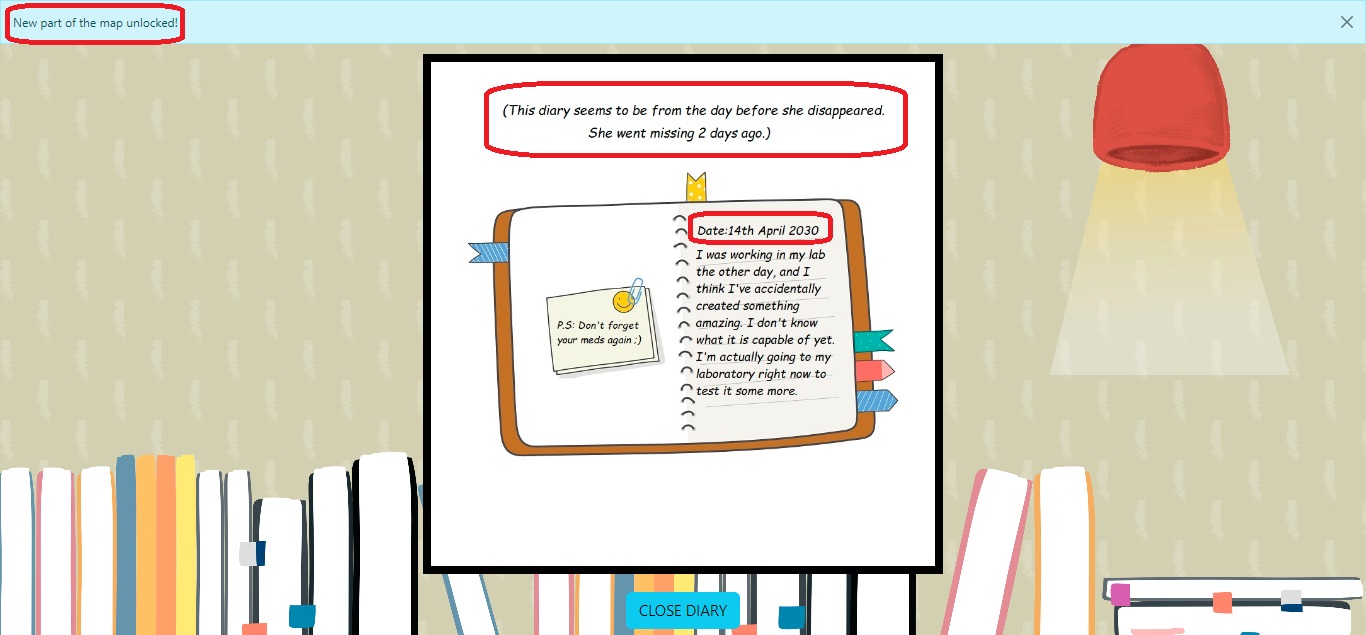 New part of the map unlocked!
(This diary seems to be from the day before she disappeared.
She went missing 2 days ago.)
P.S: Don't forget
your meds again ;)
Date:14th April 2030
I was working in my lab
the other day, and I
think I've accidentally
created something
amazing. I don't know
what it is capable of yet.
I'm actually going to my
laboratory right now to
test it some more.
CLOSE DIARY